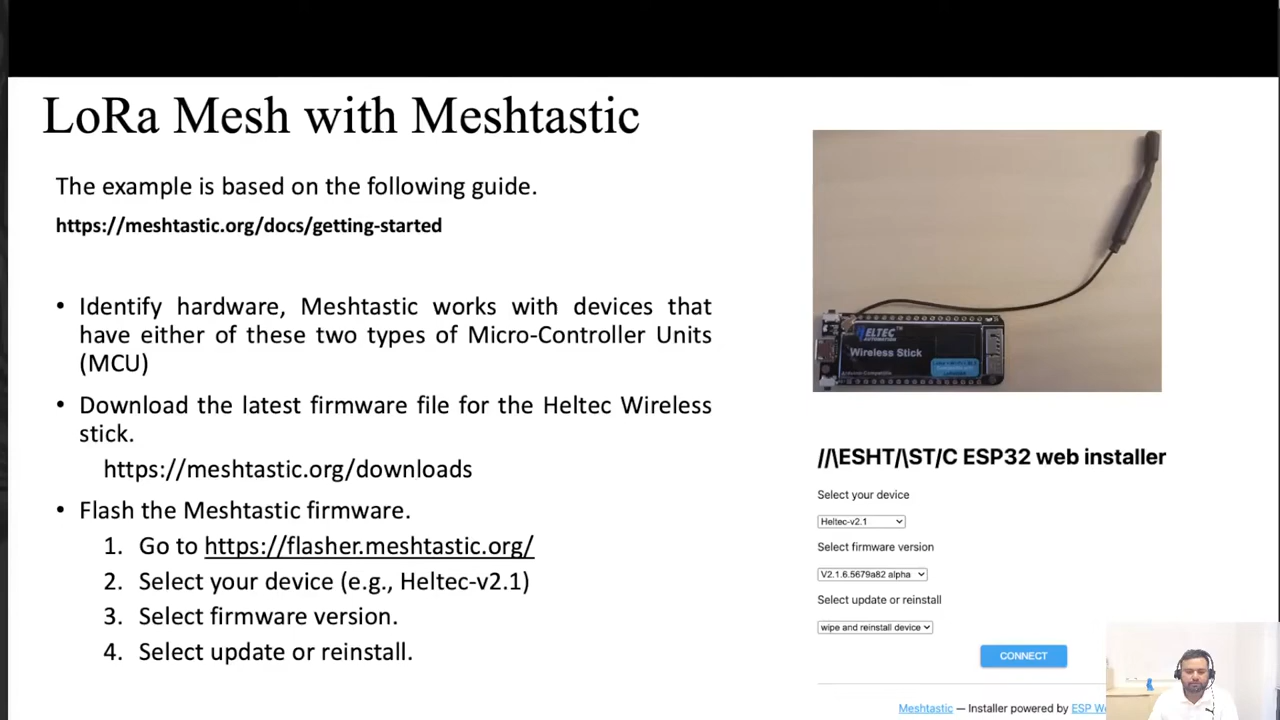 LoRa Mesh with Meshtastic
The example is based on the following guide.
https://meshtastic.org/docs/getting-started
• Identify hardware, Meshtastic works with devices that
have either of these two types of Micro-Controller Units
(MCU)
• Download the latest firmware file for the Heltec Wireless
stick.
https://meshtastic.org/downloads
• Flash the Meshtastic firmware.
1. Go to https://flasher.meshtastic.org/
2. Select your device (e.g., Heltec-v2.1)
3. Select firmware version.
4. Select update or reinstall.
HELTEC™
AUTOMATION
Wireless Stick
//\ESHT/\ST/C ESP32 web installer
Select your device
Heltec-v2.1
Select firmware version
V2.1.6.5679a82 alpha
Select update or reinstall
wipe and reinstall device
CONNECT
Meshtastic — Installer powered by ESP